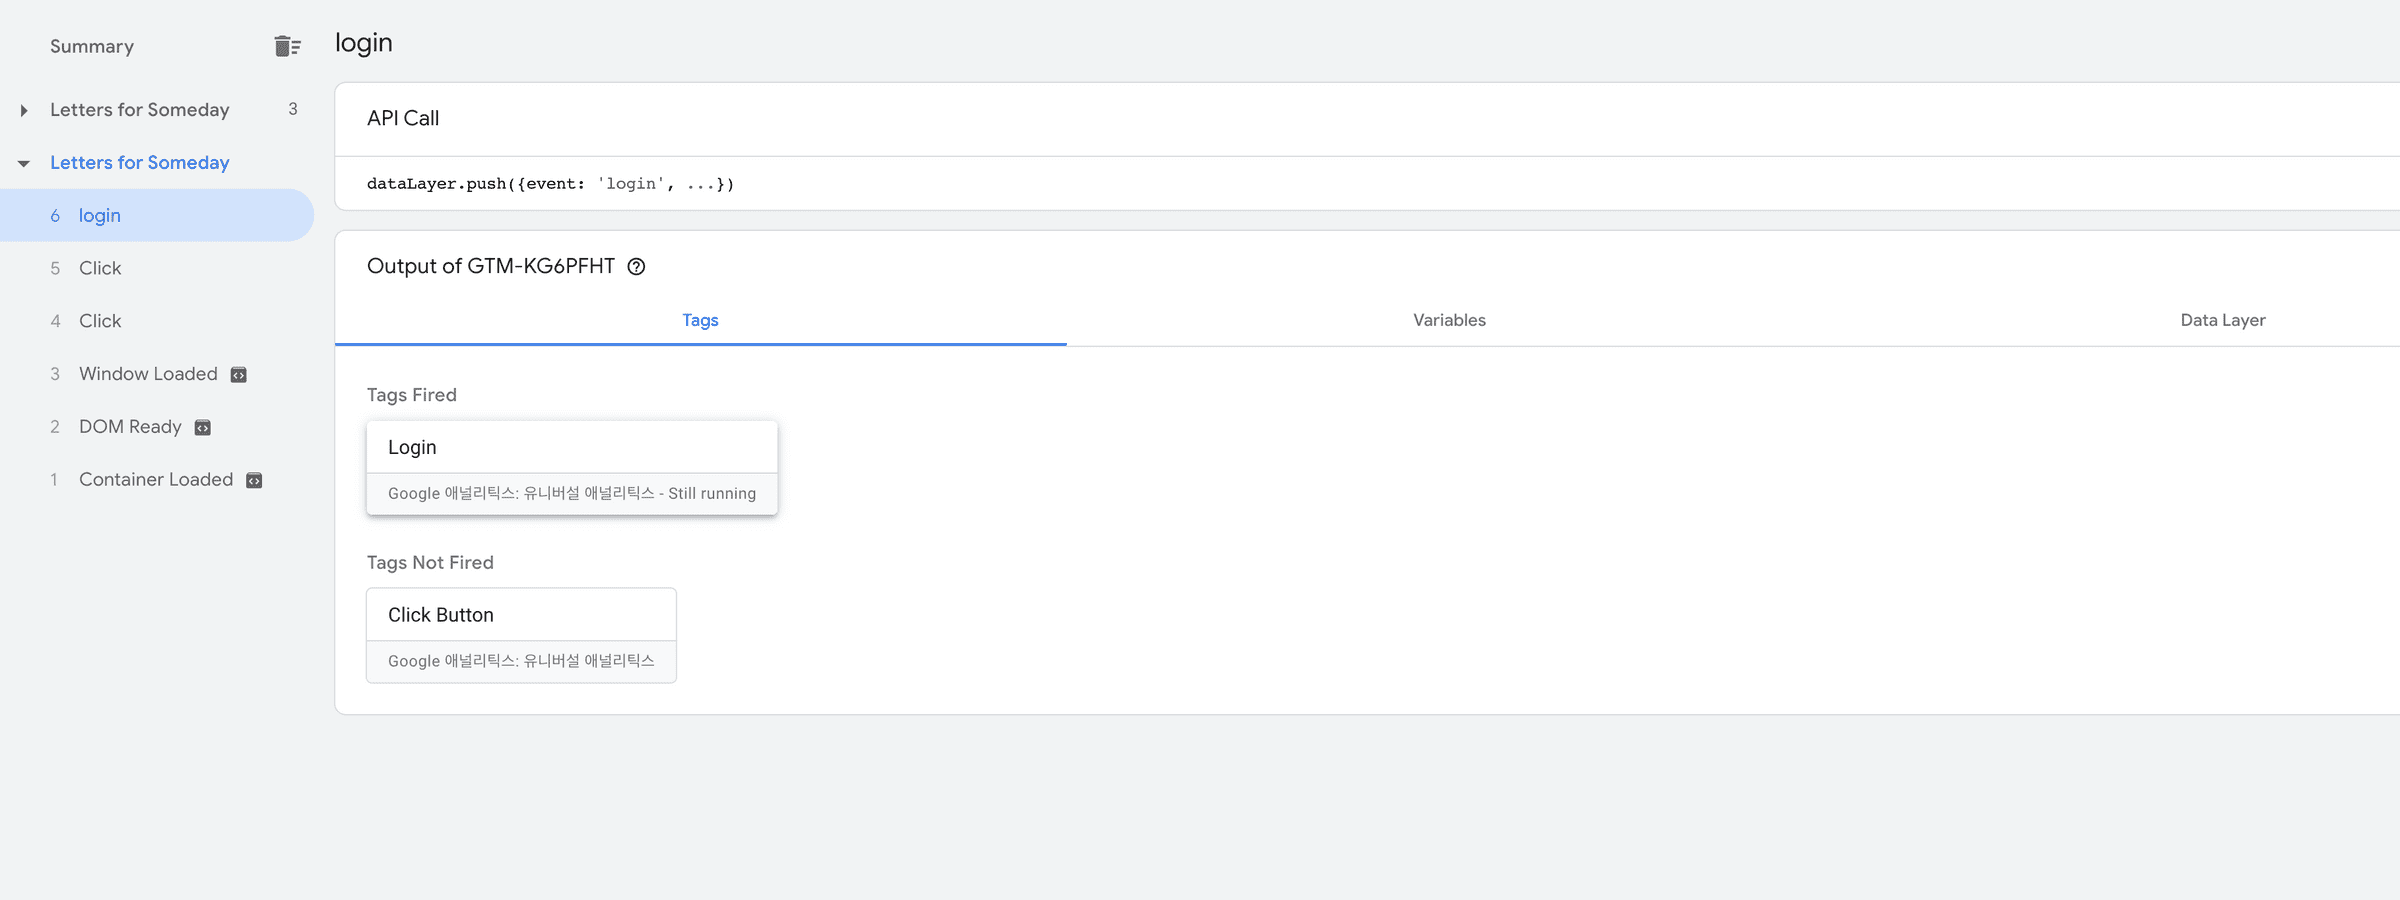 Summary
Letters for Someday 3
Letters for Someday
6 login
5 Click
4 Click
3 Window Loaded
2 DOM Ready
1 Container Loaded
login
API Call
dataLayer.push({event: 'login', ...})
Output of GTM-KG6PFHT
Tags Variables Data Layer
Tags Fired
Login
Google 애널리틱스: 유니버설 애널리틱스 - Still running
Tags Not Fired
Click Button
Google 애널리틱스: 유니버설 애널리틱스